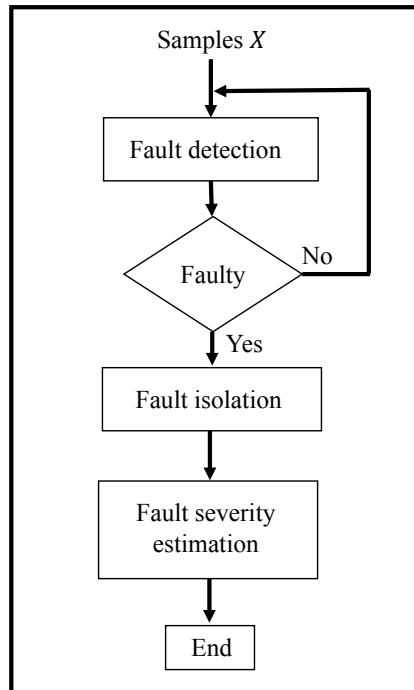 Samples X
Fault detection
Faulty
No
Yes
Fault isolation
Fault severity
estimation
End